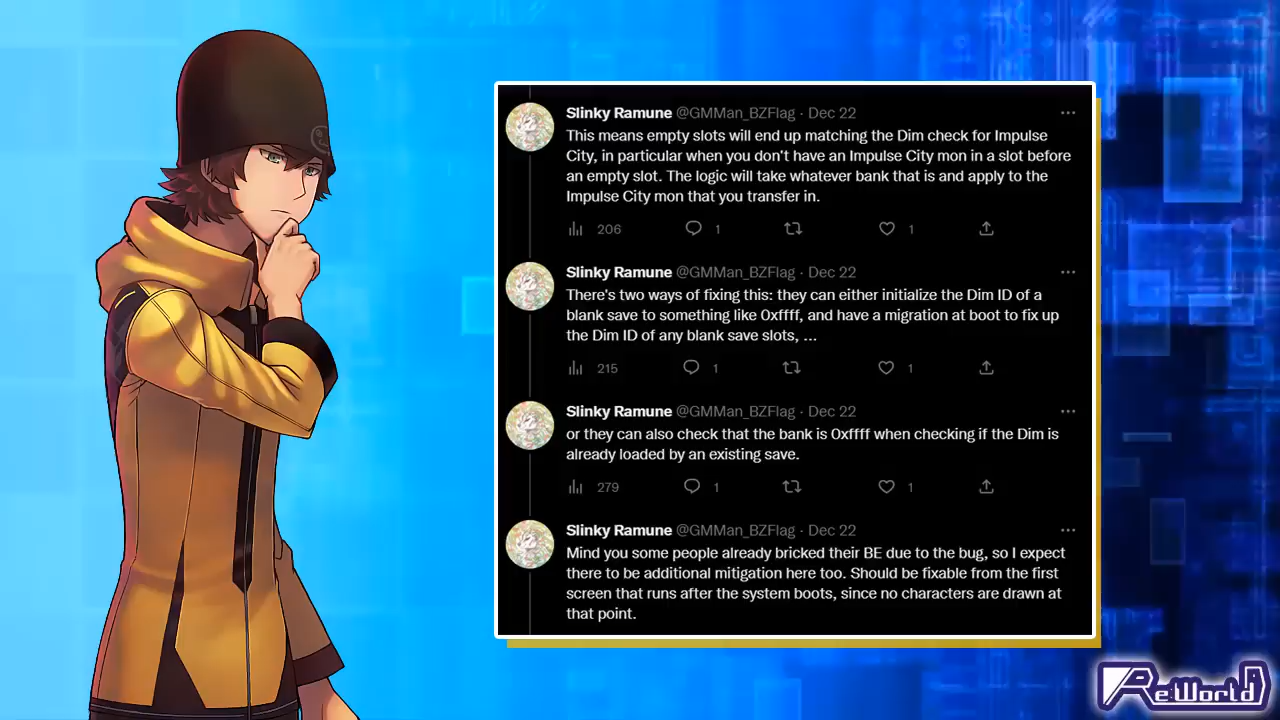 Slinky Ramune @GMMan_BZFlag · Dec 22
This means empty slots will end up matching the Dim check for Impulse
City, in particular when you don't have an Impulse City mon in a slot before
an empty slot. The logic will take whatever bank that is and apply to the
Impulse City mon that you transfer in.
206 1 1
Slinky Ramune @GMMan_BZFlag · Dec 22
There's two ways of fixing this: they can either initialize the Dim ID of a
blank save to something like 0xffff, and have a migration at boot to fix up
the Dim ID of any blank save slots, ...
215 1 1
Slinky Ramune @GMMan_BZFlag · Dec 22
or they can also check that the bank is 0xffff when checking if the Dim is
already loaded by an existing save.
279 1 1
Slinky Ramune @GMMan_BZFlag · Dec 22
Mind you some people already bricked their BE due to the bug, so I expect
there to be additional mitigation here too. Should be fixable from the first
screen that runs after the system boots, since no characters are drawn at
that point.
ReWorld